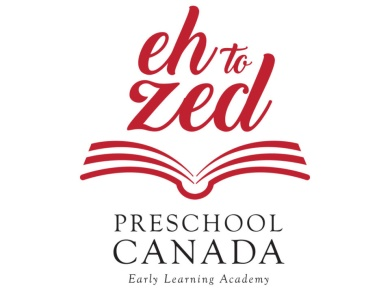 eh to
zed
PRESCHOOL
CANADA
Early Learning Academy